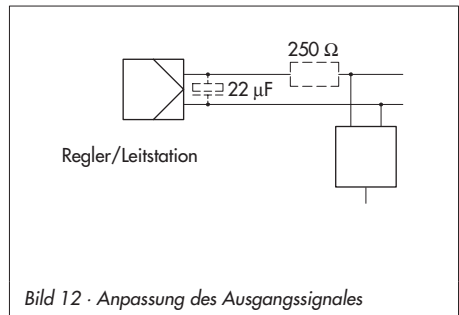 250 Ω
22 µF
Regler/Leitstation
Bild 12 · Anpassung des Ausgangssignales